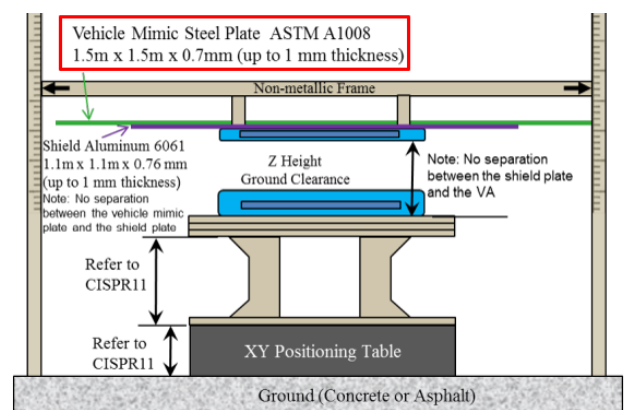 Vehicle Mimic Steel Plate ASTM A1008
1.5m x 1.5m x 0.7mm (up to 1 mm thickness)
Non-metallic Frame
Shield Aluminum 6061
1.1m x 1.1m x 0.76 mm
(up to 1 mm thickness)
Note: No separation
between the vehicle mimic
plate and the shield plate
Z Height
Ground Clearance
Note: No separation
between the shield plate
and the VA
Refer to
CISPR11
Refer to
CISPR11
XY Positioning Table
Ground (Concrete or Asphalt)